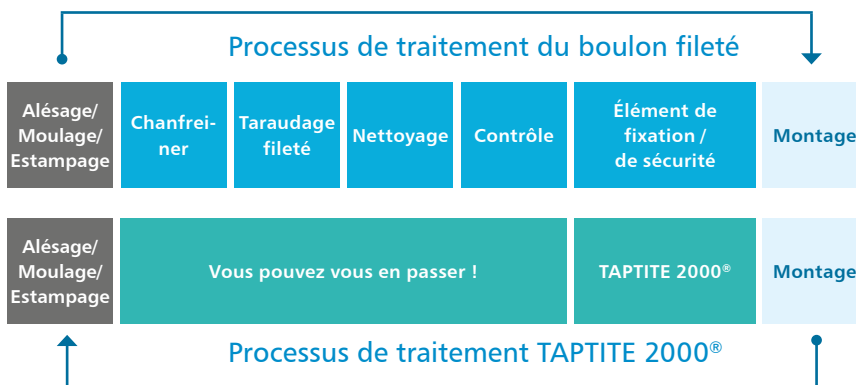 Processus de traitement du boulon fileté
Alésage/
Moulage/
Estampage
Chanfrei-
ner
Taraudage
fileté
Nettoyage
Contrôle
Élément de
fixation /
de sécurité
Montage
Alésage/
Moulage/
Estampage
Vous pouvez vous en passer !
TAPTITE 2000®
Montage
Processus de traitement TAPTITE 2000®